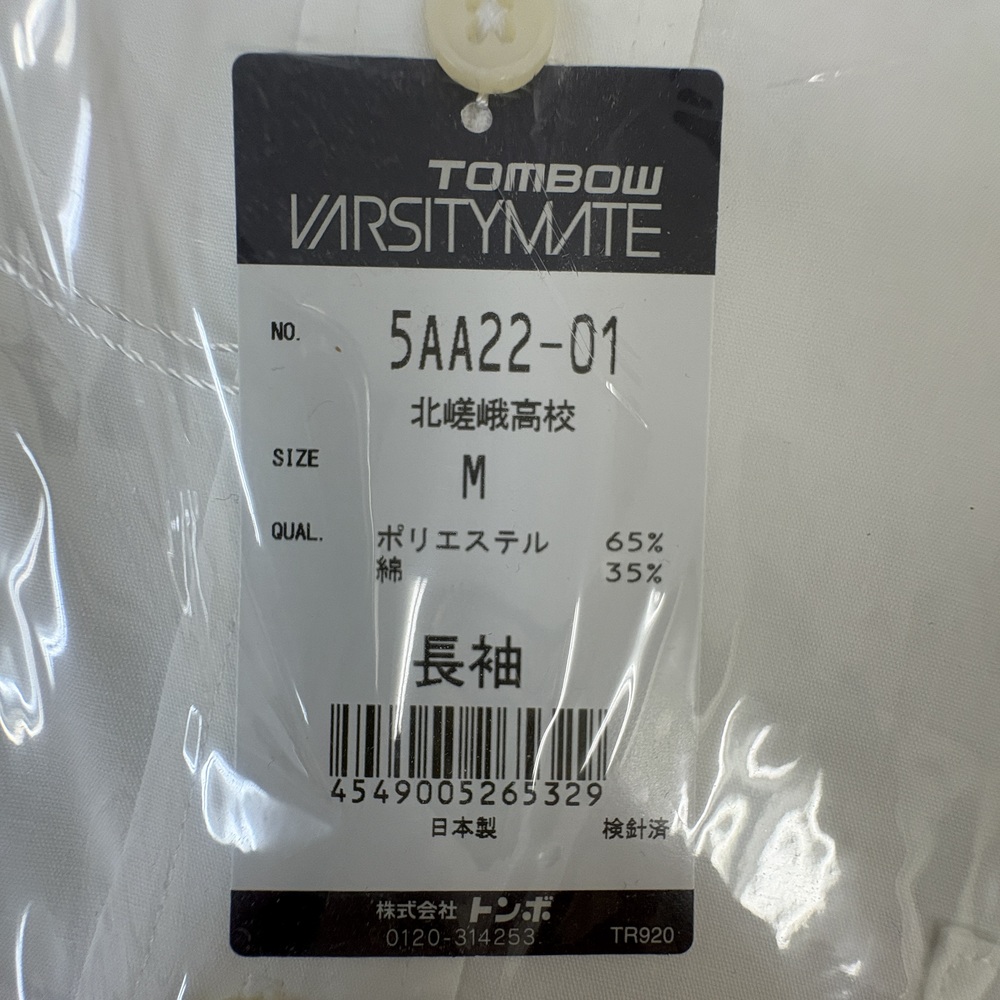 TOMBOW
VARSITYMATE
NO. 5AA22-01
北嵯峨高校
SIZE M
QUAL. ポリエステル 65%
綿 35%
長袖
4549005265329
日本製 検針済
株式会社 トンボ
0120-314253 TR920